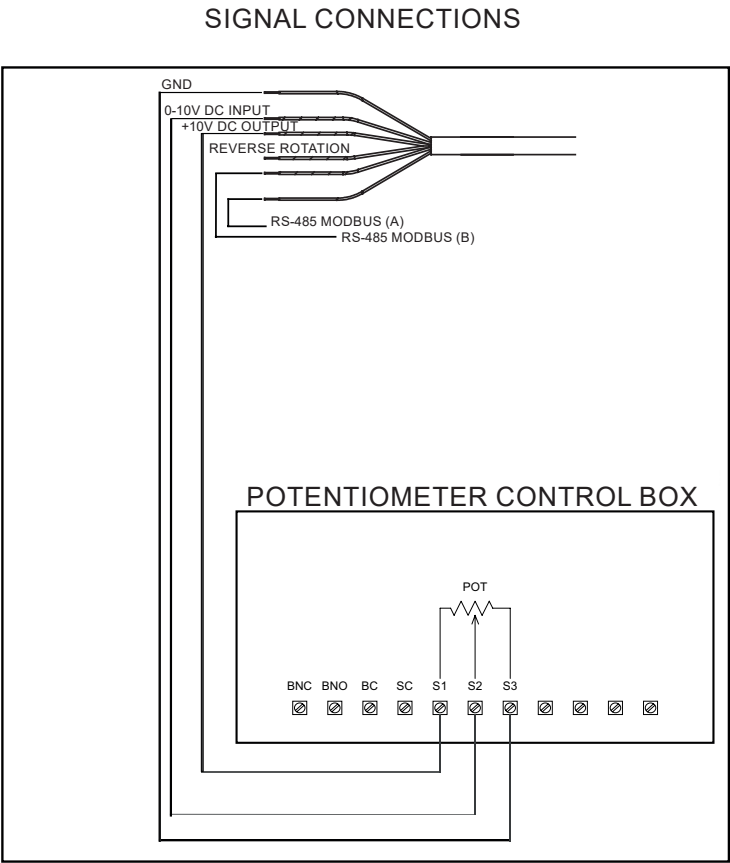 SIGNAL CONNECTIONS
GND
0-10V DC INPUT
+10V DC OUTPUT
REVERSE ROTATION
RS-485 MODBUS (A)
RS-485 MODBUS (B)
POTENTIOMETER CONTROL BOX
POT
BNC BNO BC SC S1 S2 S3